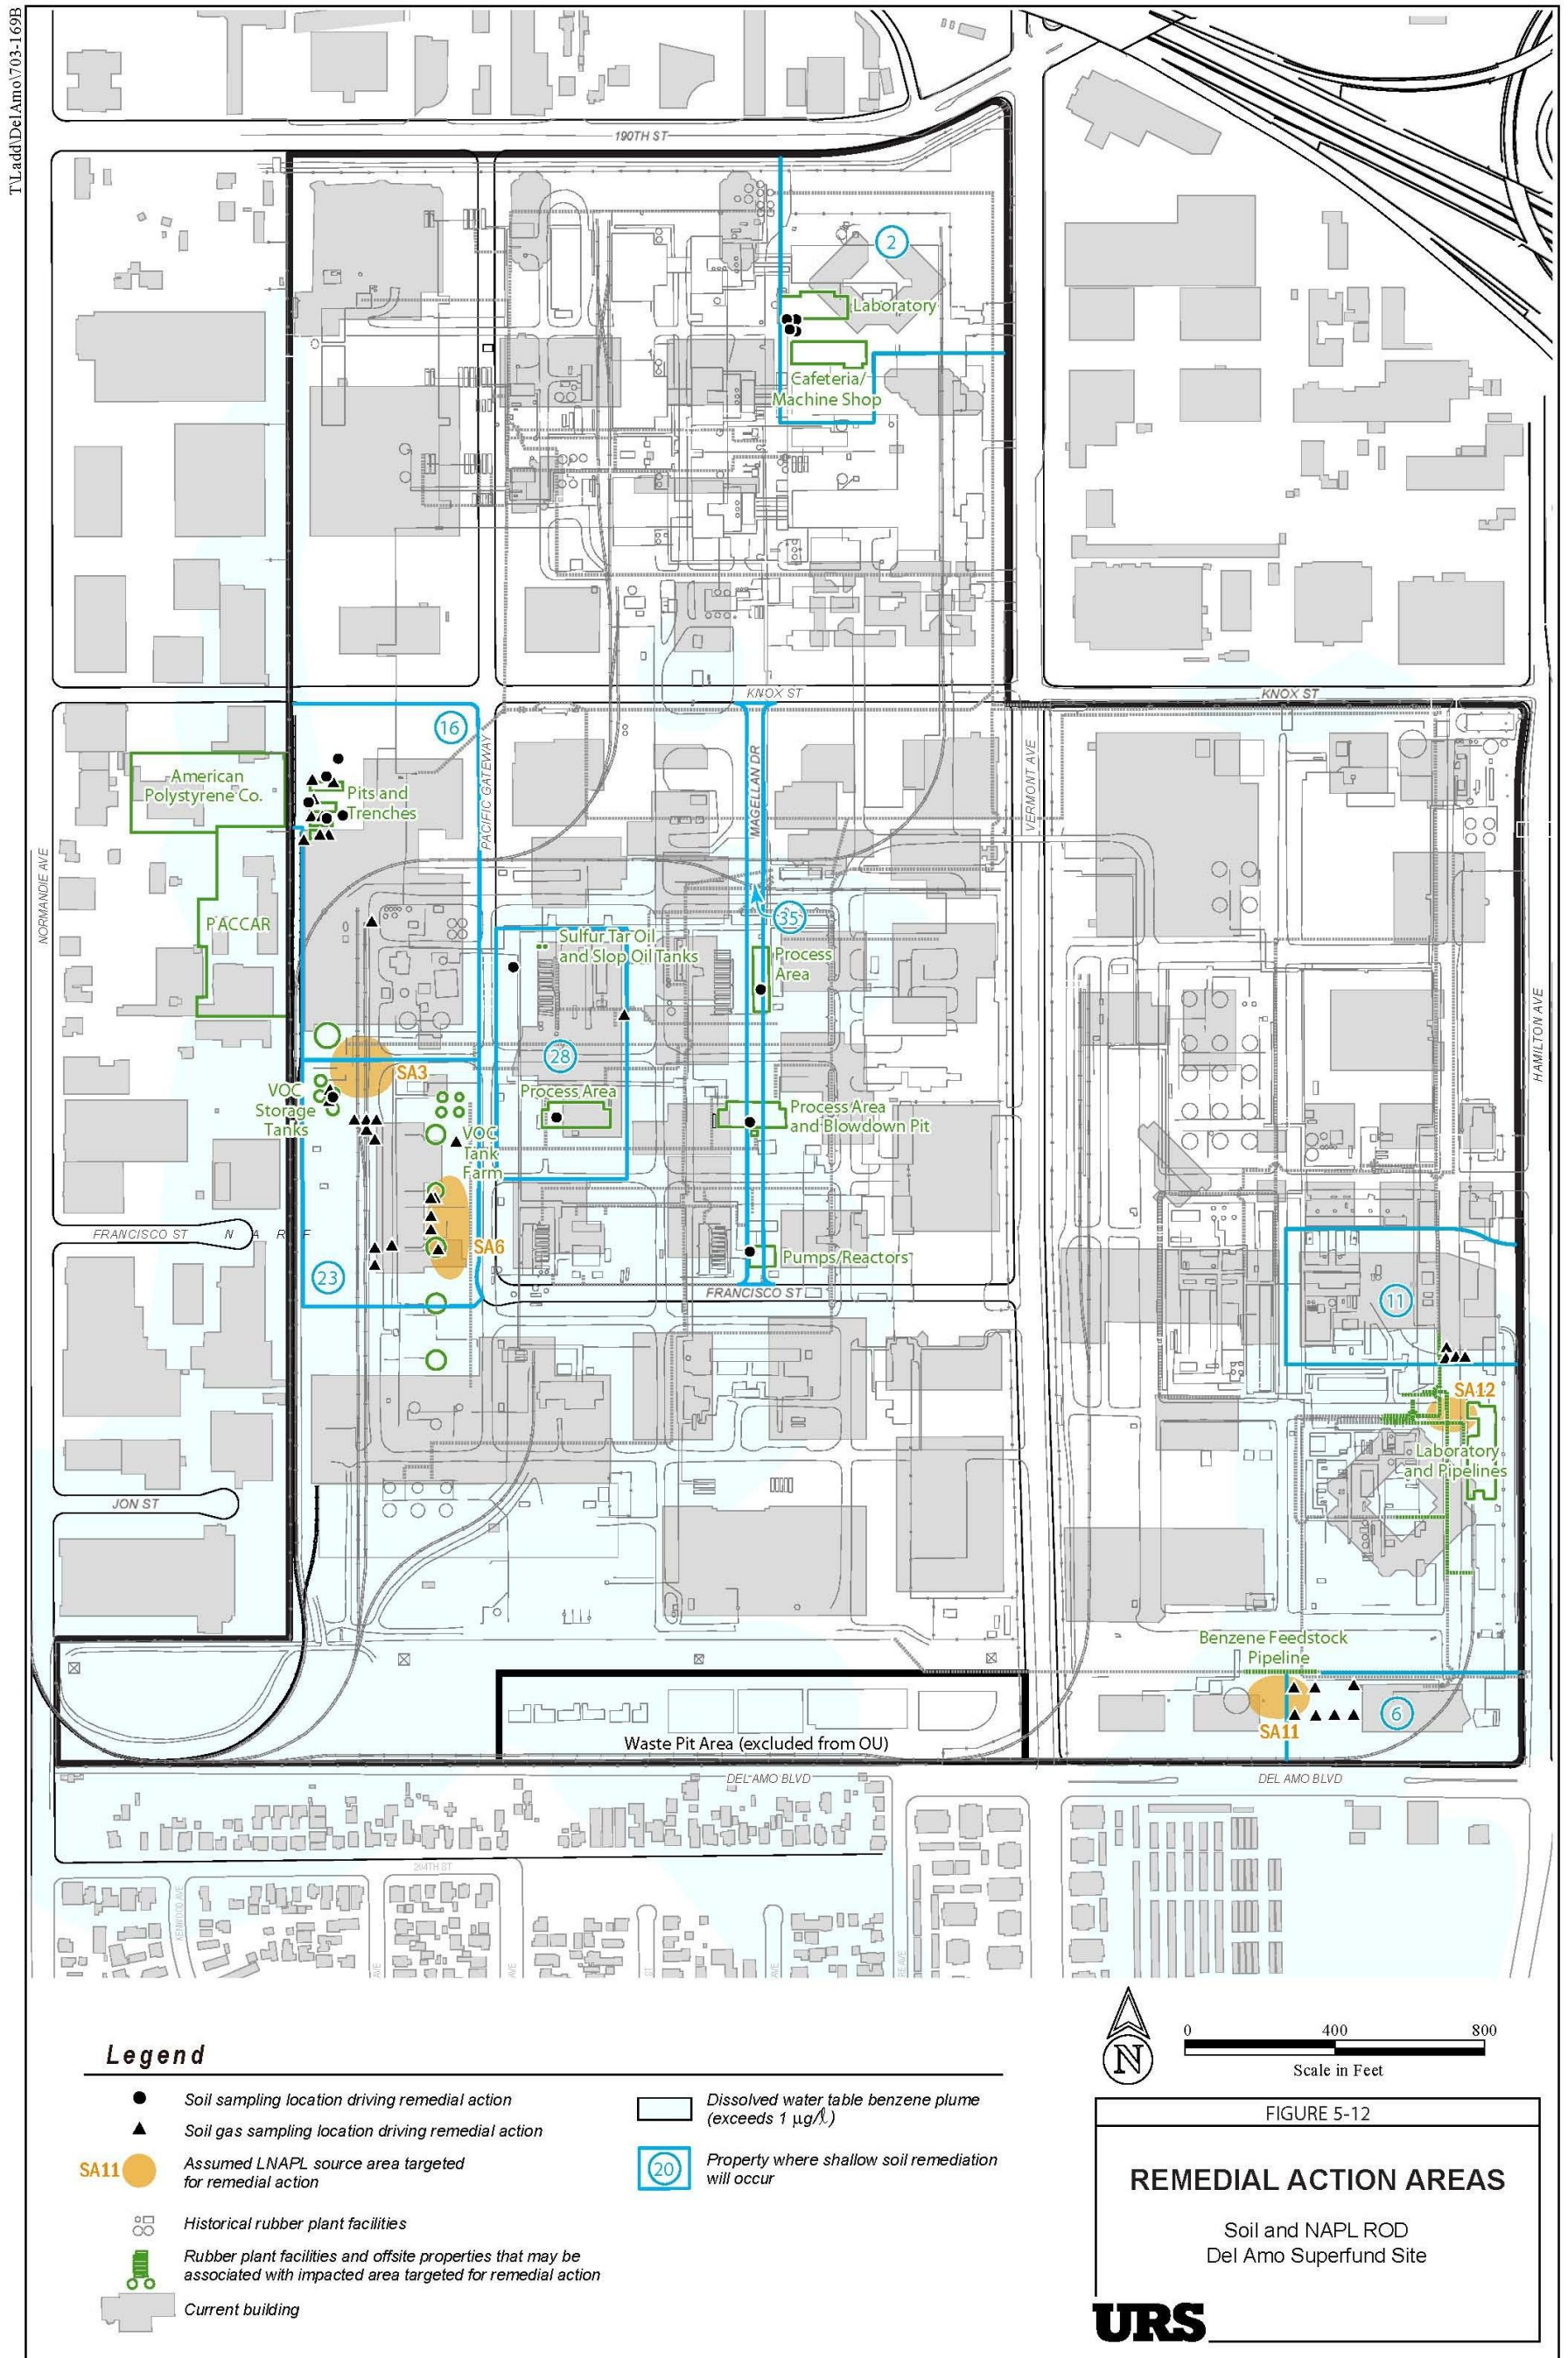 T\Ladd\DelAmo\703-169B
190TH ST
2
Laboratory
Cafeteria/
Machine Shop
KNOX ST
KNOX ST
16
American
Polystyrene Co.
Pits and
Trenches
PACIFIC GATEWAY
MAGELLAN DR
VERMONT AVE
NORMANDIE AVE
HAMILTON AVE
PACCAR
35
Sulfur Tar Oil
and Slop Oil Tanks
Process
Area
28
SA3
VOC
Storage
Tanks
Process Area
Process Area
and Blowdown Pit
VOC
Tank
Farm
FRANCISCO ST
SA6
Pumps/Reactors
23
FRANCISCO ST
11
SA12
Laboratory
and Pipelines
JON ST
Benzene Feedstock
Pipeline
6
SA11
Waste Pit Area (excluded from OU)
DEL AMO BLVD
DEL AMO BLVD
204TH ST
KENWOOD AVE
AVE
AVE
ST
AVE
Legend
Soil sampling location driving remedial action
Soil gas sampling location driving remedial action
SA11
Assumed LNAPL source area targeted
for remedial action
Historical rubber plant facilities
Rubber plant facilities and offsite properties that may be
associated with impacted area targeted for remedial action
Current building
Dissolved water table benzene plume
(exceeds 1 µg/l)
20
Property where shallow soil remediation
will occur
N
0 400 800
Scale in Feet
FIGURE 5-12
REMEDIAL ACTION AREAS
Soil and NAPL ROD
Del Amo Superfund Site
URS